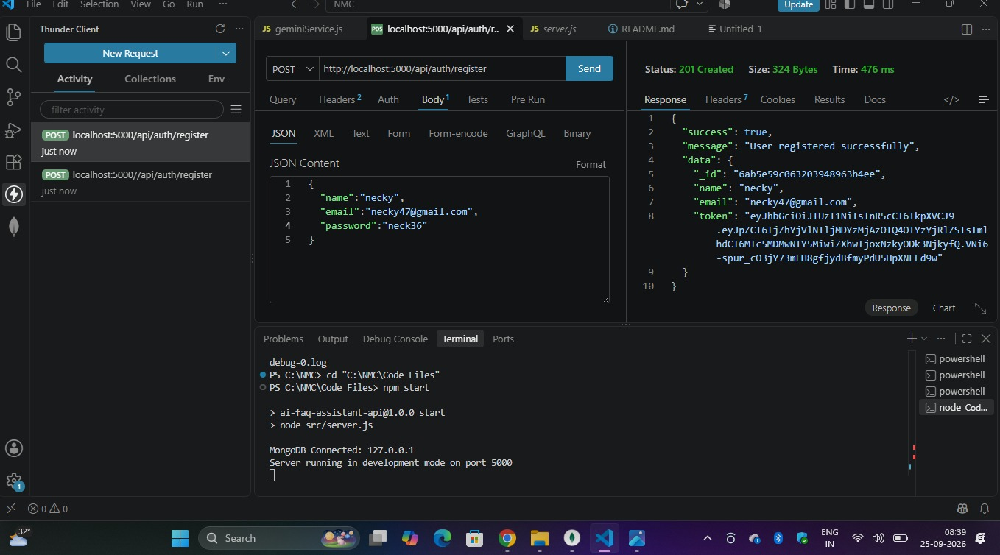 File Edit Selection View Go Run ··· NMC Update
Thunder Client
New Request
Activity Collections Env
filter activity
POST localhost:5000/api/auth/register
just now
POST localhost:5000//api/auth/register
just now
JS geminiService.js POS localhost:5000/api/auth/r.. JS server.js README.md Untitled-1
POST http://localhost:5000/api/auth/register Send
Query Headers 2 Auth Body 1 Tests Pre Run
JSON XML Text Form Form-encode GraphQL Binary
JSON Content Format
1 {
2 "name":"necky",
3 "email":"necky47@gmail.com",
4 "password":"neck36"
5 }
Status: 201 Created Size: 324 Bytes Time: 476 ms
Response Headers 7 Cookies Results Docs </>
1 {
2 "success": true,
3 "message": "User registered successfully",
4 "data": {
5 "_id": "6ab5e59c063203948963b4ee",
6 "name": "necky",
7 "email": "necky47@gmail.com",
8 "token": "eyJhbGciOiJIUzI1NiIsInR5cCI6IkpXVCJ9
.eyJpZCI6IjZhYjVlNTljMDYzMjAzOTQ4OTYzYjRlZSIsIml
hdCI6MTc5MDMwNTY5MiwiZXhwIjoxNzkyODk3NjkyfQ.VNi6
-spur_cO3jY73mLH8gfjydBfmyPdU5HpXNEEd9w"
9 }
10 }
Response Chart
Problems Output Debug Console Terminal Ports
debug-0.log
PS C:\NMC> cd "C:\NMC\Code Files"
PS C:\NMC\Code Files> npm start
> ai-faq-assistant-api@1.0.0 start
> node src/server.js
MongoDB Connected: 127.0.0.1
Server running in development mode on port 5000
powershell
powershell
powershell
node Cod...
1
0 0
32°
Search
ENG
IN
08:39
25-09-2026